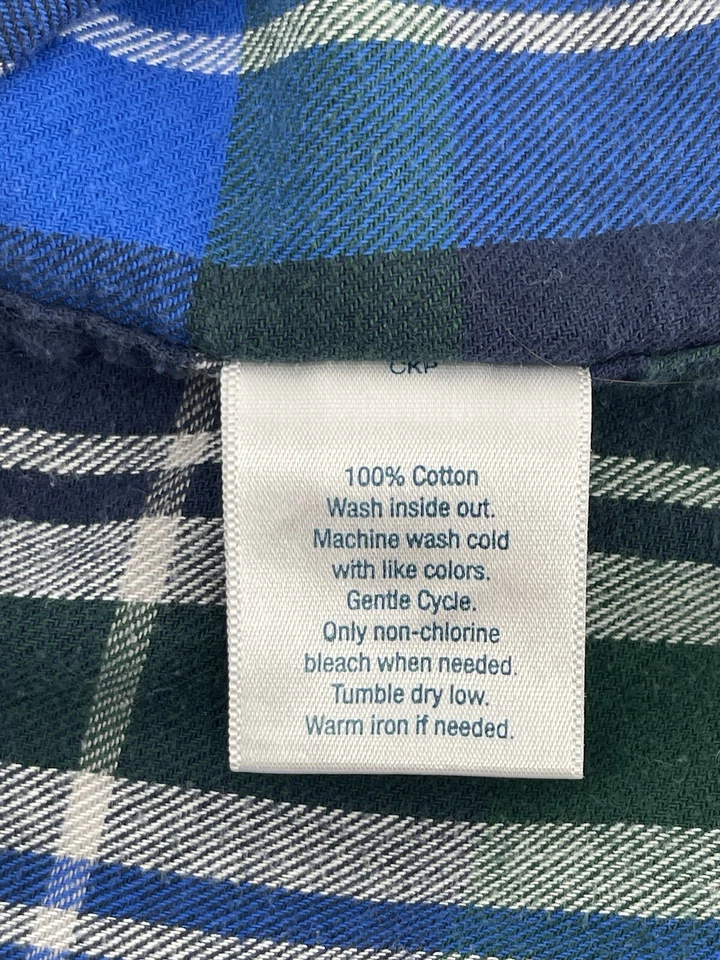 CKP
100% Cotton
Wash inside out.
Machine wash cold
with like colors.
Gentle Cycle.
Only non-chlorine
bleach when needed.
Tumble dry low.
Warm iron if needed.